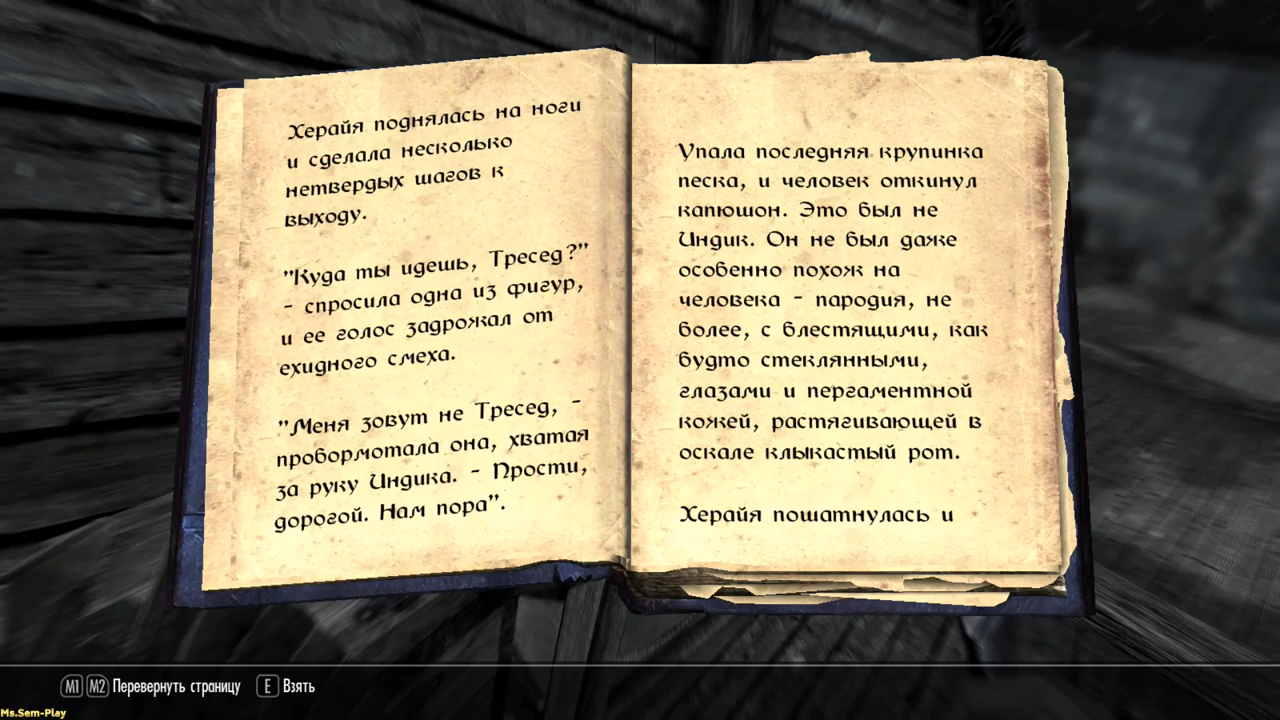 Херайя поднялась на ноги
и сделала несколько
нетвердых шагов к
выходу.
"Куда ты идешь, Тресед?"
- спросила одна из фигур,
и ее голос задрожал от
ехидного смеха.
"Меня зовут не Тресед, -
пробормотала она, хватая
за руку Индика. - Прости,
дорогой. Нам пора".
Упала последняя крупинка
песка, и человек откинул
капюшон. Это был не
Индик. Он не был даже
особенно похож на
человека - пародия, не
более, с блестящими, как
будто стеклянными,
глазами и пергаментной
кожей, растягивающей в
оскале клыкастый рот.
Херайя пошатнулась и
M1 M2 Перевернуть страницу E Взять
Ms.Sem-Play